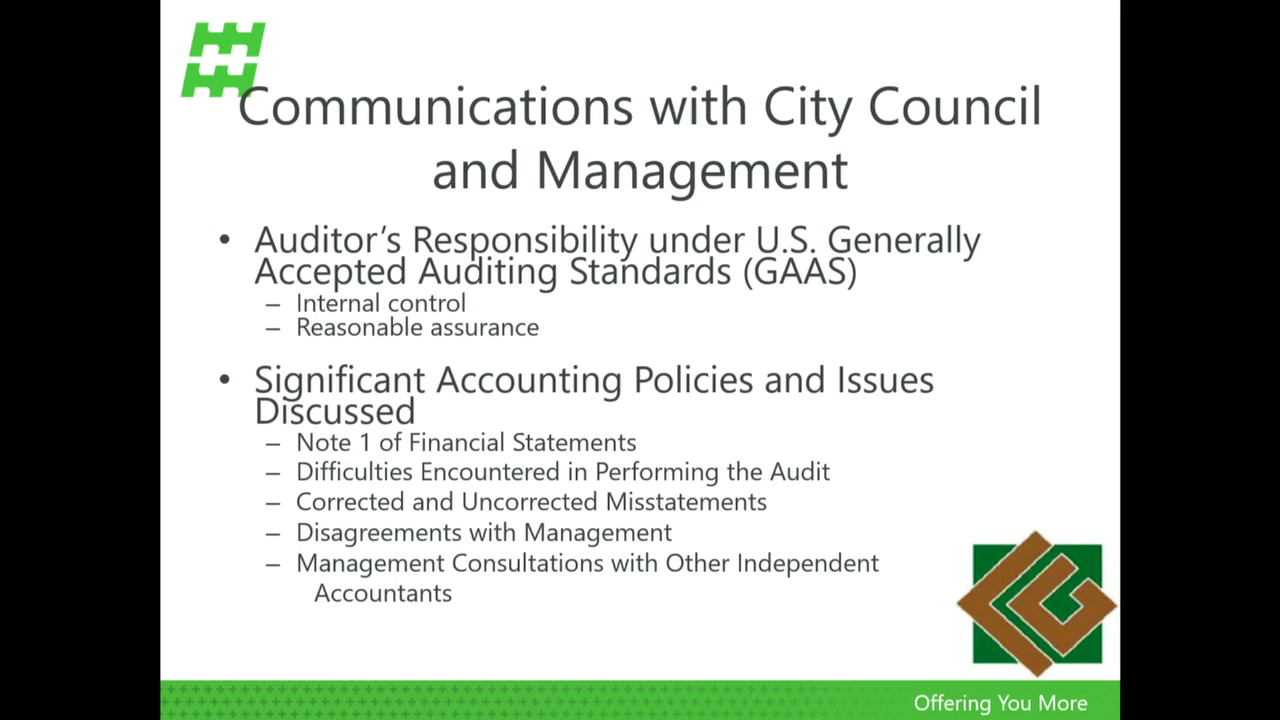 Communications with City Council
and Management
• Auditor’s Responsibility under U.S. Generally
Accepted Auditing Standards (GAAS)
– Internal control
– Reasonable assurance
• Significant Accounting Policies and Issues
Discussed
– Note 1 of Financial Statements
– Difficulties Encountered in Performing the Audit
– Corrected and Uncorrected Misstatements
– Disagreements with Management
– Management Consultations with Other Independent
Accountants
Offering You More